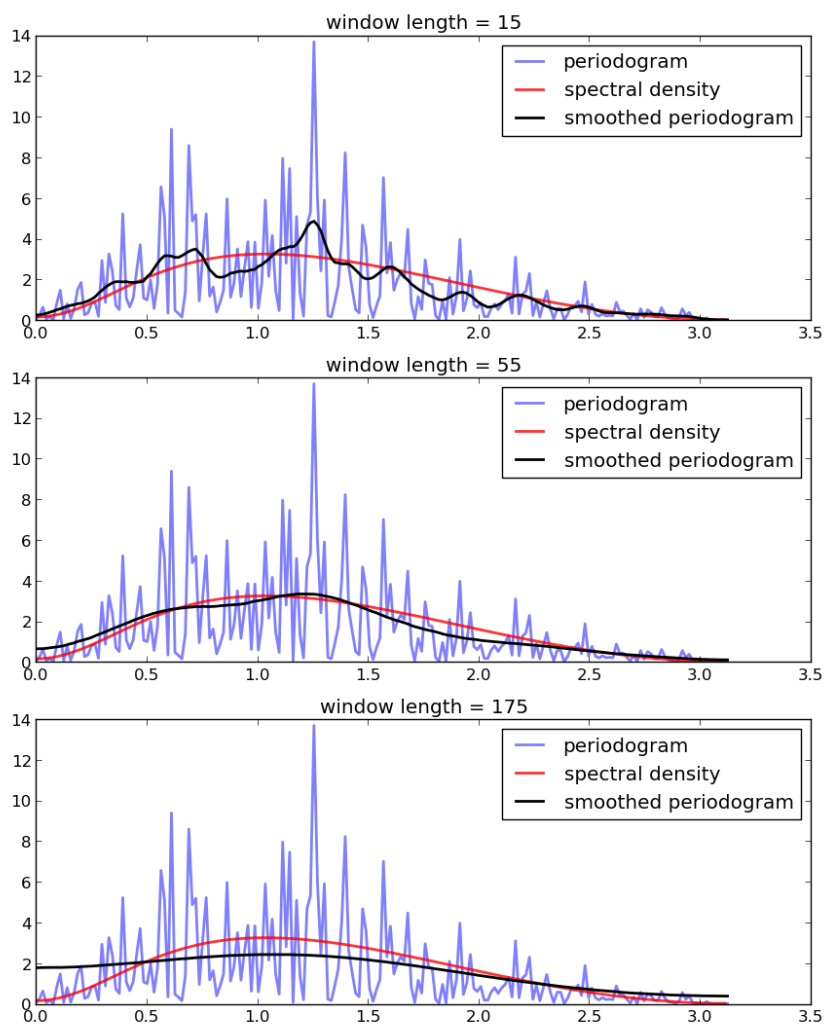 window length = 15
14
12
10
8
6
4
2
0
periodogram
spectral density
smoothed periodogram
0.0 0.5 1.0 1.5 2.0 2.5 3.0 3.5
window length = 55
14
12
10
8
6
4
2
0
periodogram
spectral density
smoothed periodogram
0.0 0.5 1.0 1.5 2.0 2.5 3.0 3.5
window length = 175
14
12
10
8
6
4
2
0
periodogram
spectral density
smoothed periodogram
0.0 0.5 1.0 1.5 2.0 2.5 3.0 3.5